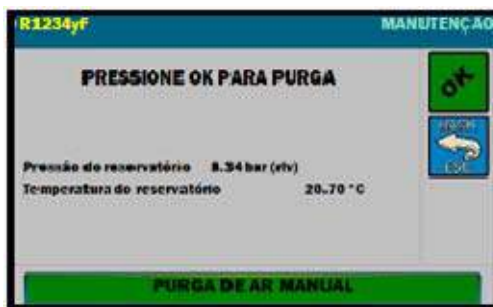 R1234yF
MANUTENÇAO
PRESSIONE OK PARA PURGA
OK
Pressão do reservatório 8.34 bar (rlv)
Temperatura do reservatório 20.70 °C
ESC
PURGA DE AR MANUAL